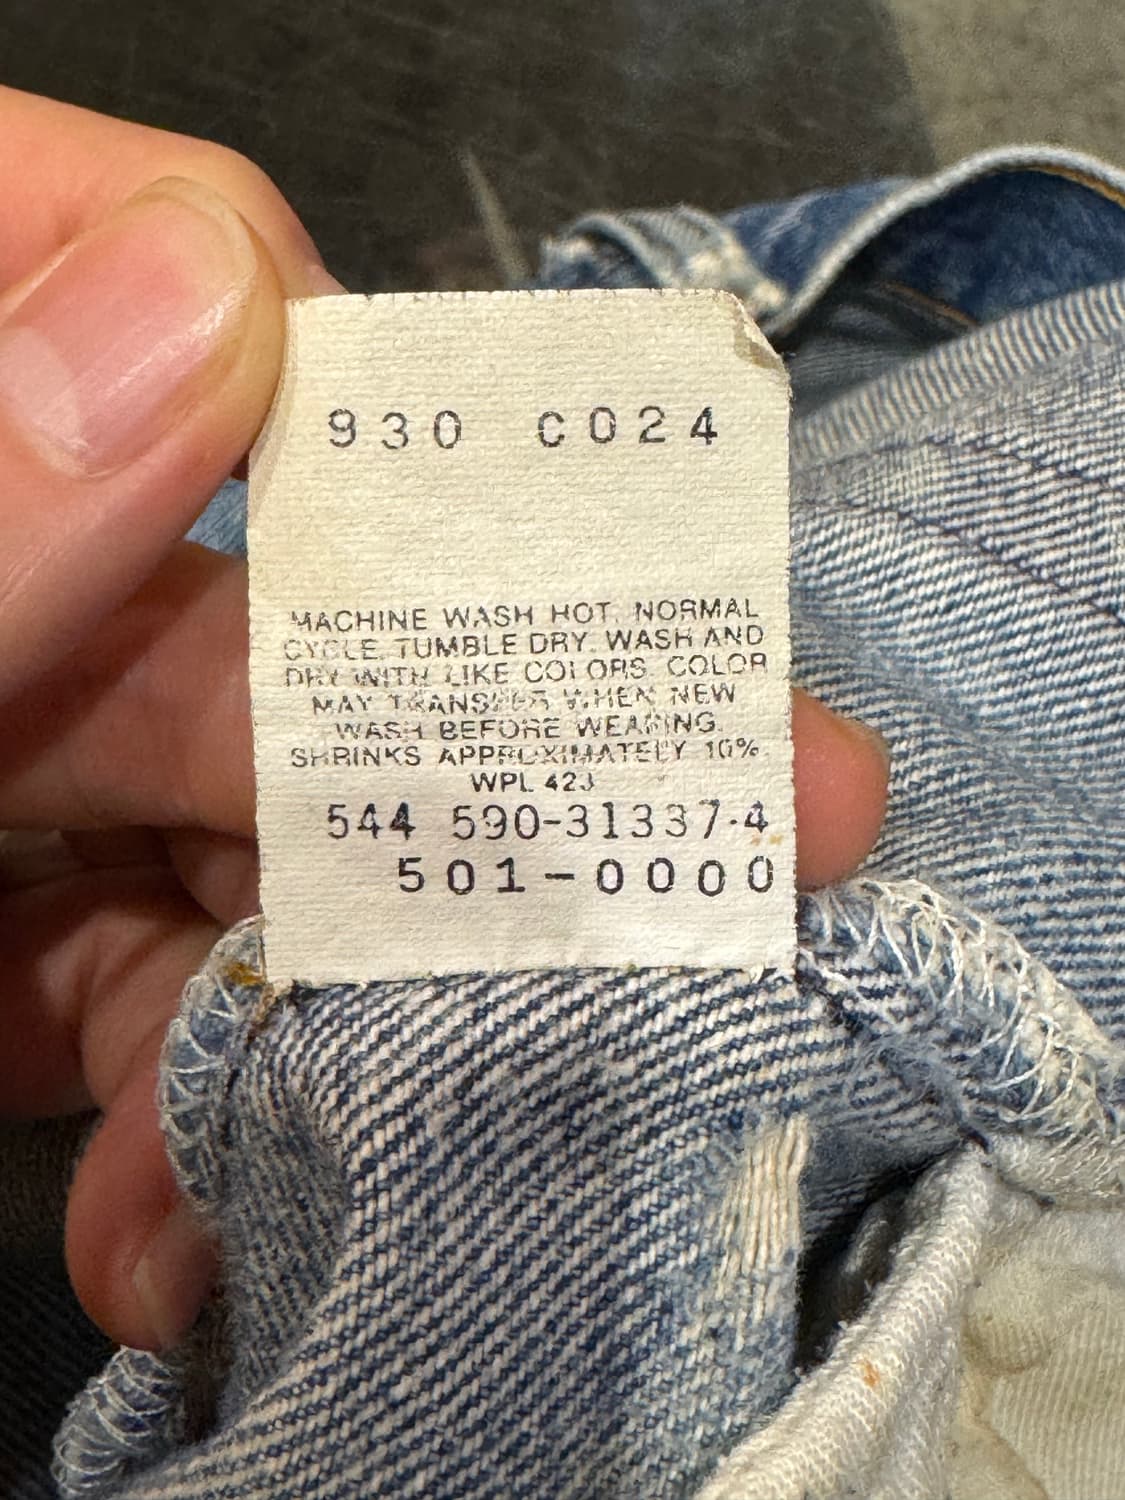 930 C024
MACHINE WASH HOT, NORMAL
CYCLE, TUMBLE DRY. WASH AND
DRY WITH LIKE COLORS. COLOR
MAY TRANSFER WHEN NEW
WASH BEFORE WEARING.
SHRINKS APPROXIMATELY 10%
WPL 423
544 590-31337-4
501-0000